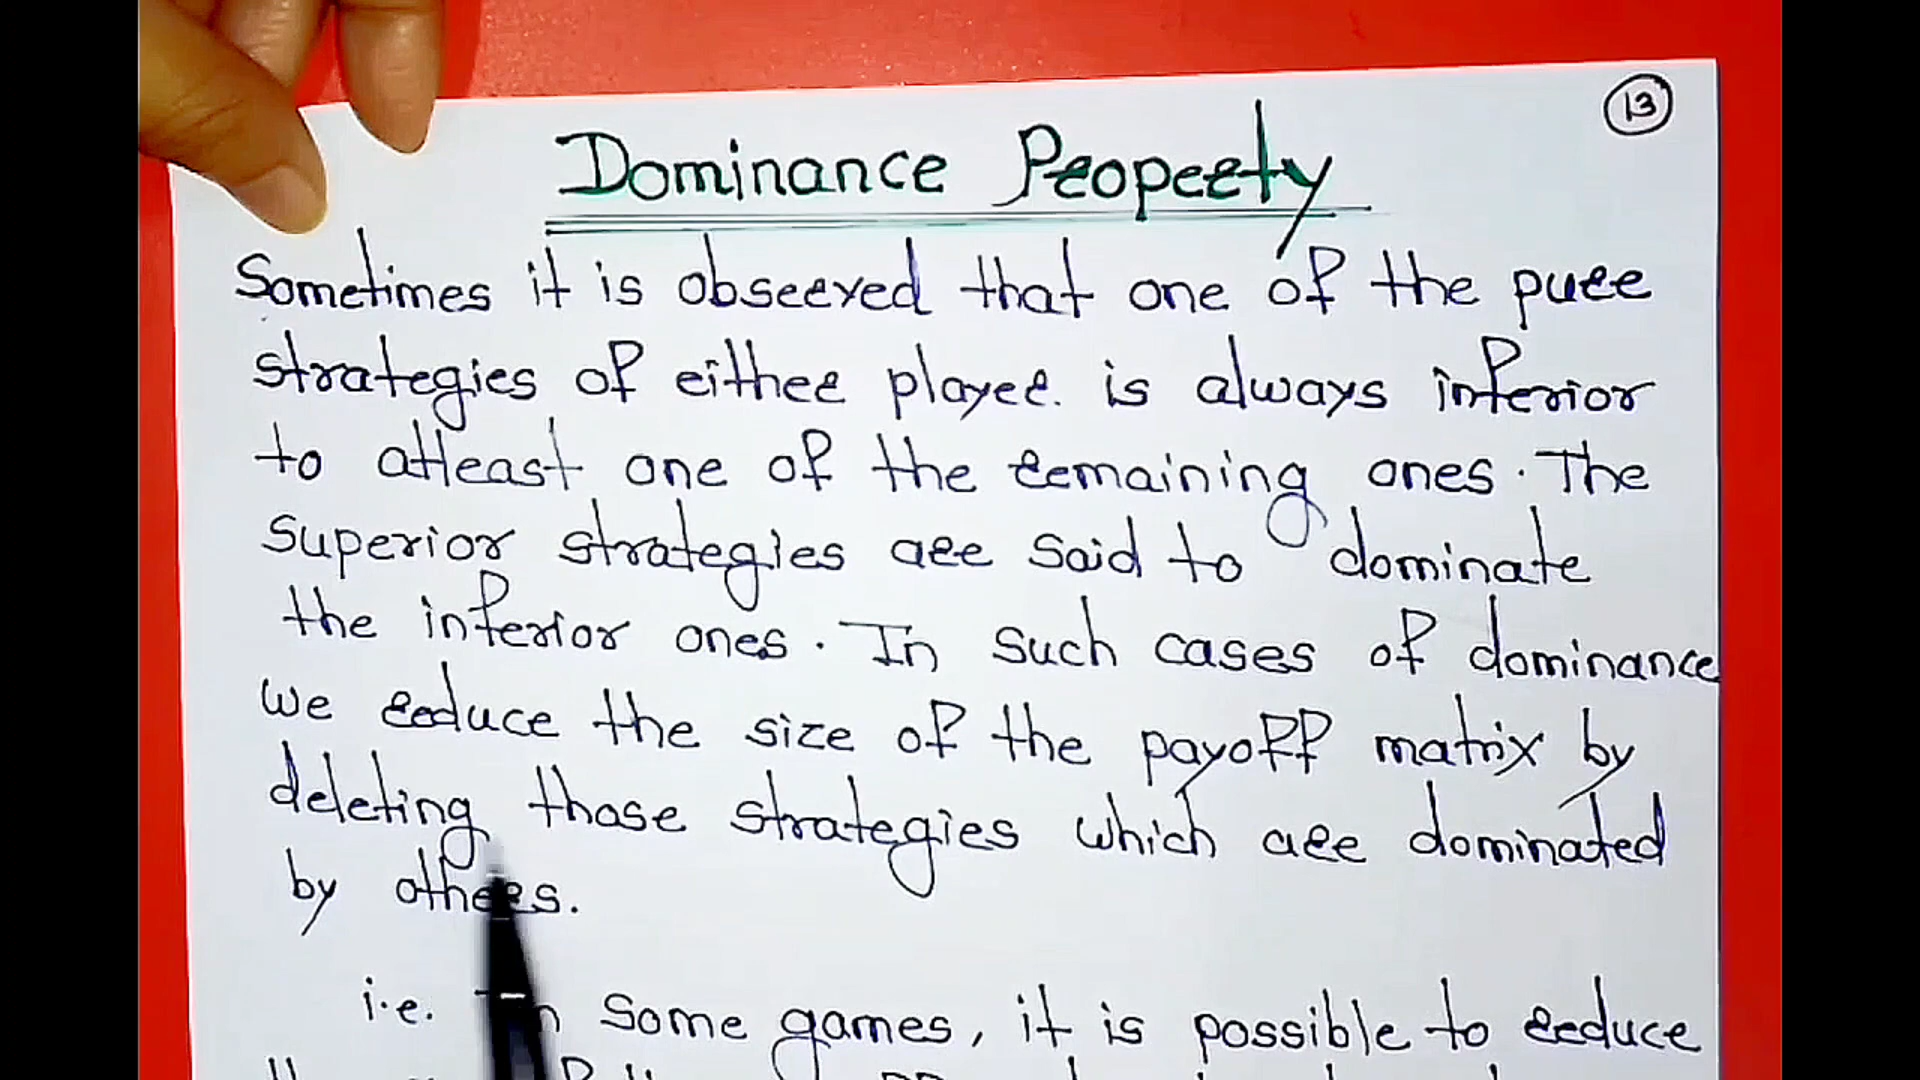 13
Dominance Property
Sometimes it is observed that one of the pure
strategies of either player. is always inferior
to atleast one of the remaining ones. The
superior strategies are said to dominate
the inferior ones. In such cases of dominance
we reduce the size of the payoff matrix by
deleting those strategies which are dominated
by others.
i.e. In some games, it is possible to reduce